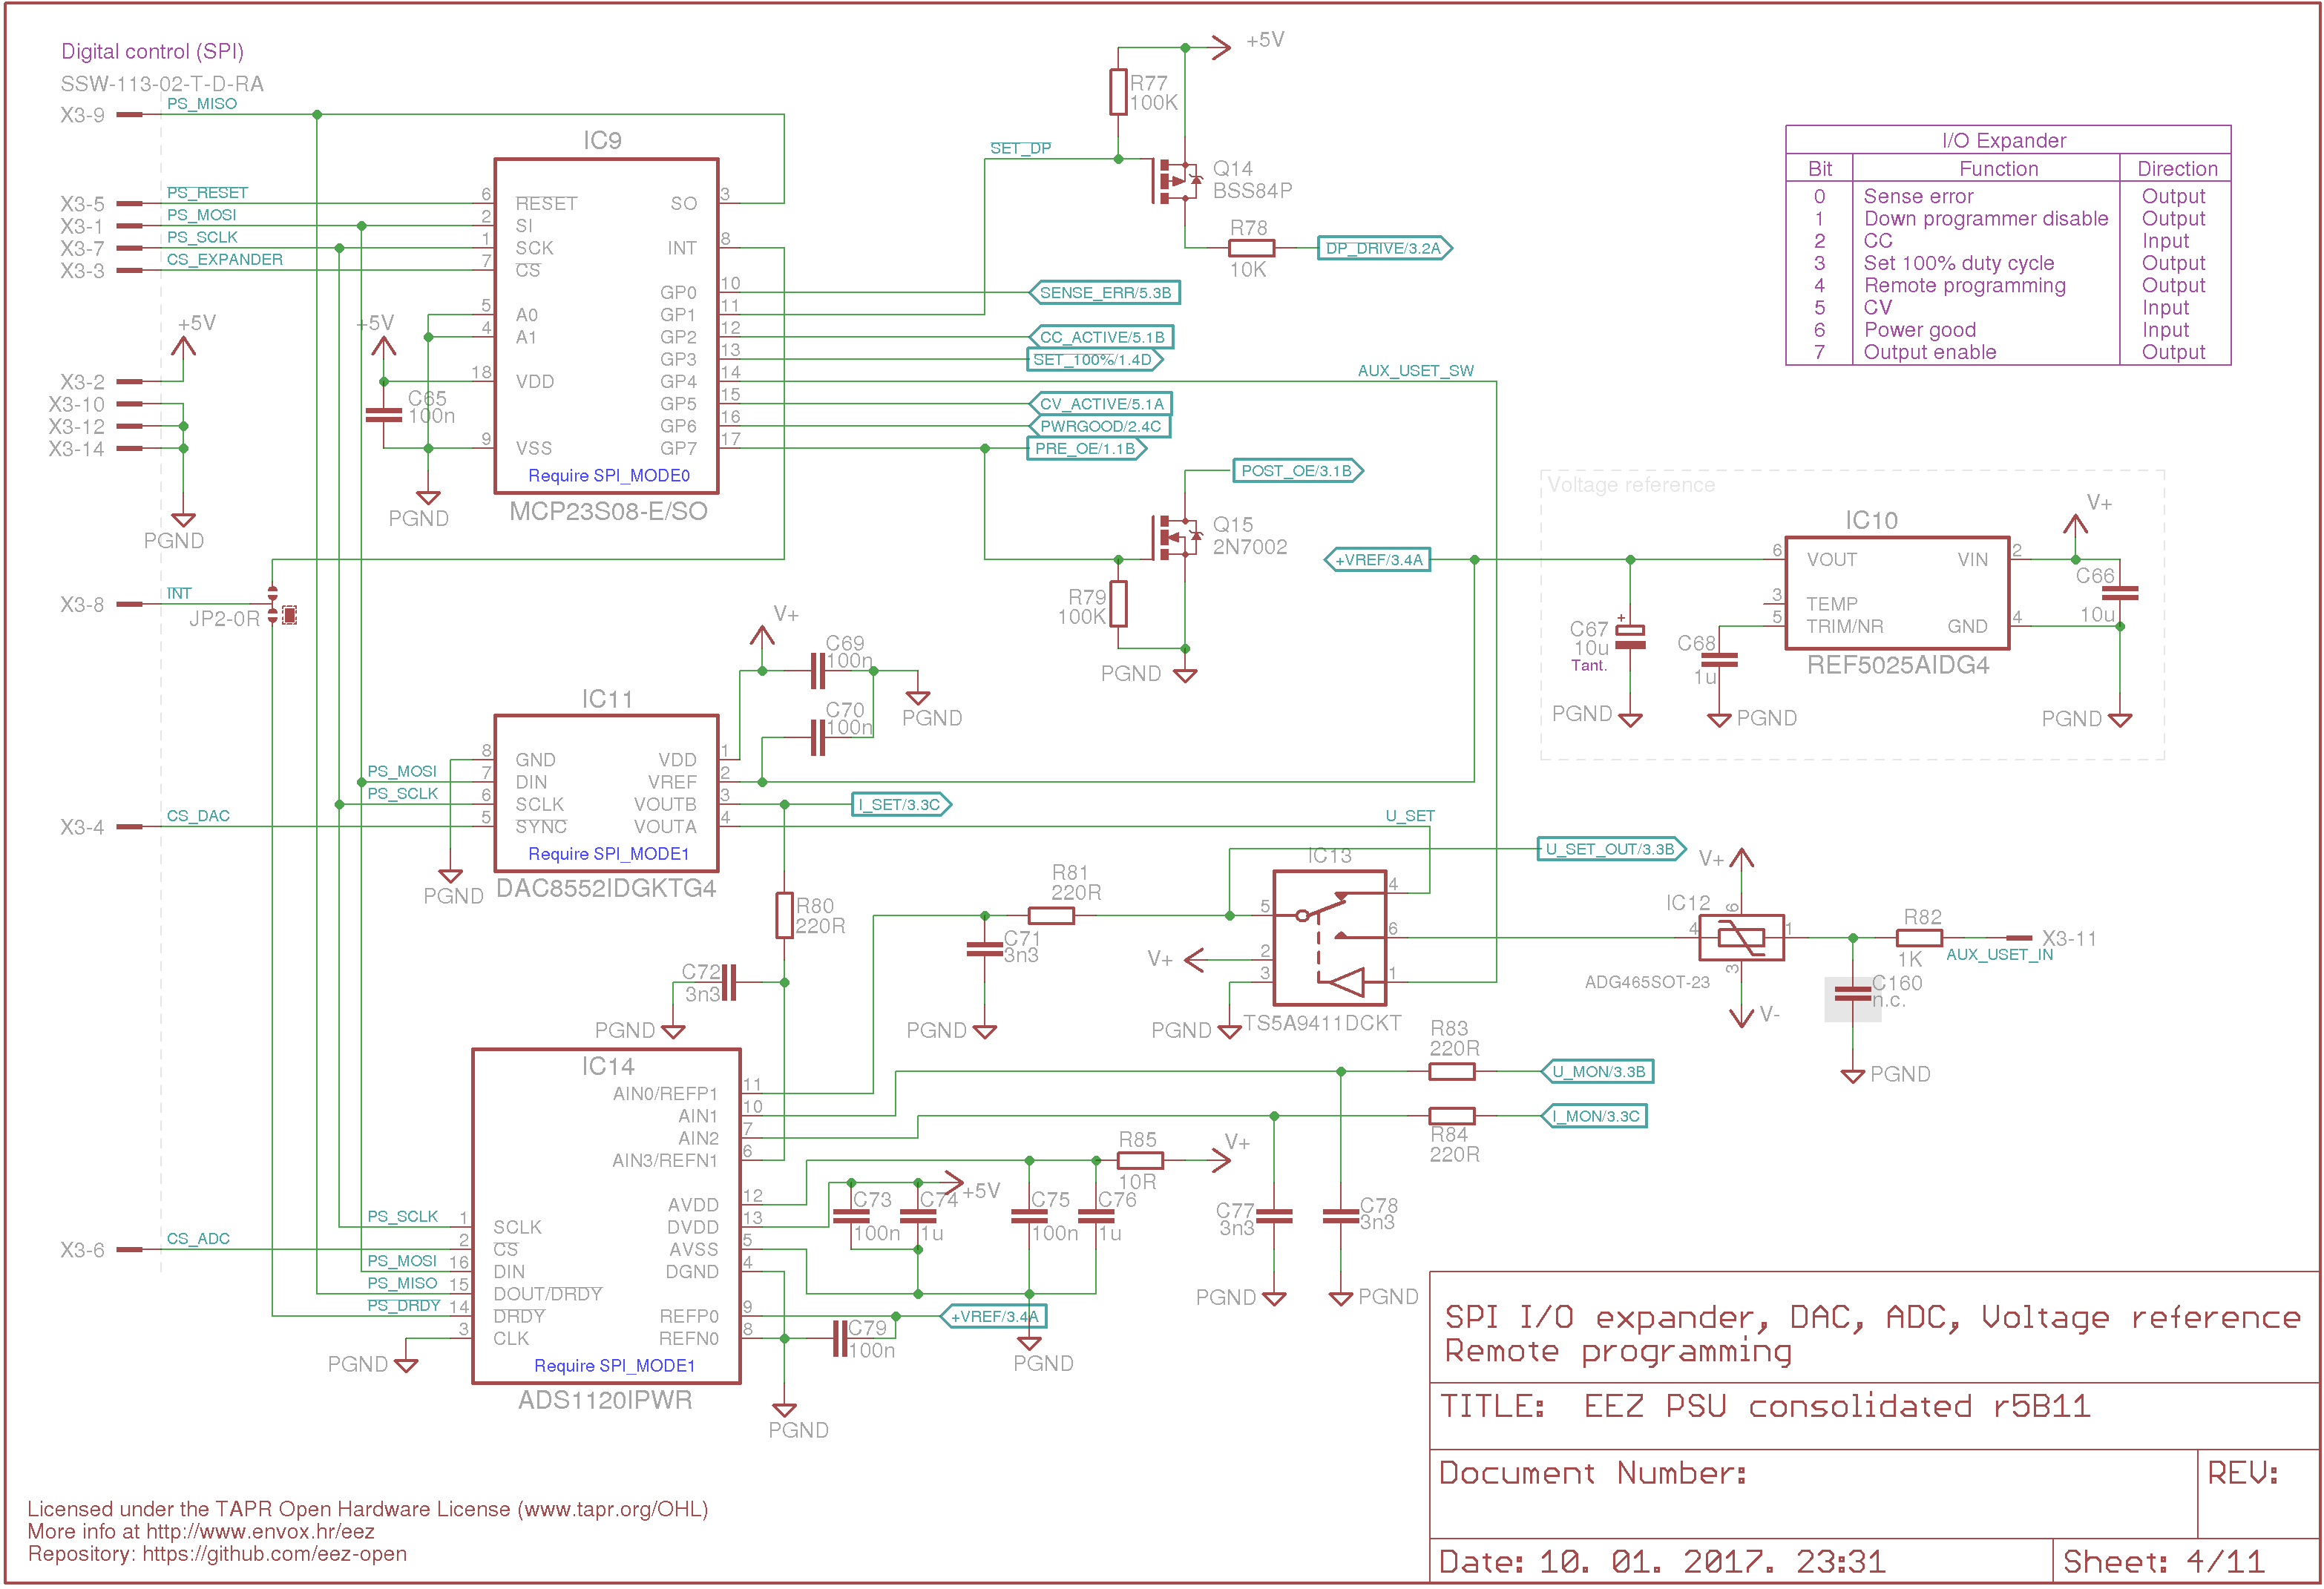 Digital control (SPI)
SSW-113-02-T-D-RA
X3-9
PS_MISO
X3-5
PS_RESET
X3-1
PS_MOSI
X3-7
PS_SCLK
X3-3
CS_EXPANDER
+5V
X3-2
X3-10
X3-12
X3-14
PGND
+5V
C65
100n
PGND
IC9
6 RESET SO 3
2 SI
1 SCK INT 8
7 CS
GP0 10
5 A0 GP1 11
4 A1 GP2 12
GP3 13
18 VDD GP4 14
GP5 15
GP6 16
9 VSS GP7 17
Require SPI_MODE0
MCP23S08-E/SO
SET_DP
R77
100K
+5V
Q14
BSS84P
R78
10K
DP_DRIVE/3.2A
SENSE_ERR/5.3B
CC_ACTIVE/5.1B
SET_100%/1.4D
AUX_USET_SW
CV_ACTIVE/5.1A
PWRGOOD/2.4C
PRE_OE/1.1B
POST_OE/3.1B
Q15
2N7002
R79
100K
PGND
I/O Expander
Bit Function Direction
0 Sense error Output
1 Down programmer disable Output
2 CC Input
3 Set 100% duty cycle Output
4 Remote programming Output
5 CV Input
6 Power good Input
7 Output enable Output
Voltage reference
+VREF/3.4A
IC10
6 VOUT VIN 2
3 TEMP
5 TRIM/NR GND 4
REF5025AIDG4
V+
C66
10u
+
C67
10u
Tant.
C68
1u
PGND
PGND
PGND
X3-8
INT
JP2-0R
V+
C69
100n
C70
100n
PGND
IC11
8 GND VDD 1
PS_MOSI 7 DIN VREF 2
PS_SCLK 6 SCLK VOUTB 3
5 SYNC VOUTA 4
Require SPI_MODE1
DAC8552IDGKTG4
X3-4
CS_DAC
PGND
I_SET/3.3C
U_SET
U_SET_OUT/3.3B
R80
220R
C72
3n3
PGND
R81
220R
C71
3n3
PGND
IC13
5
2
3
4
6
1
V+
PGND
TS5A9411DCKT
V+
IC12
6
4
1
3
ADG465SOT-23
V-
R82
1K
X3-11
AUX_USET_IN
C160
n.c.
PGND
R83
220R
U_MON/3.3B
R84
220R
I_MON/3.3C
IC14
AIN0/REFP1 11
AIN1 10
AIN2 7
AIN3/REFN1 6
AVDD 12
PS_SCLK 1 SCLK DVDD 13
2 CS AVSS 5
PS_MOSI 16 DIN DGND 4
PS_MISO 15 DOUT/DRDY
PS_DRDY 14 DRDY REFP0 9
3 CLK REFN0 8
Require SPI_MODE1
ADS1120IPWR
X3-6
CS_ADC
PGND
R85
10R
V+
+5V
C73
100n
C74
1u
C75
100n
C76
1u
C77
3n3
C78
3n3
PGND
PGND
+VREF/3.4A
C79
100n
PGND
PGND
SPI I/O expander, DAC, ADC, Voltage reference
Remote programming
TITLE: EEZ PSU consolidated r5B11
Document Number:
REV:
Date: 10. 01. 2017. 23:31
Sheet: 4/11
Licensed under the TAPR Open Hardware License (www.tapr.org/OHL)
More info at http://www.envox.hr/eez
Repository: https://github.com/eez-open